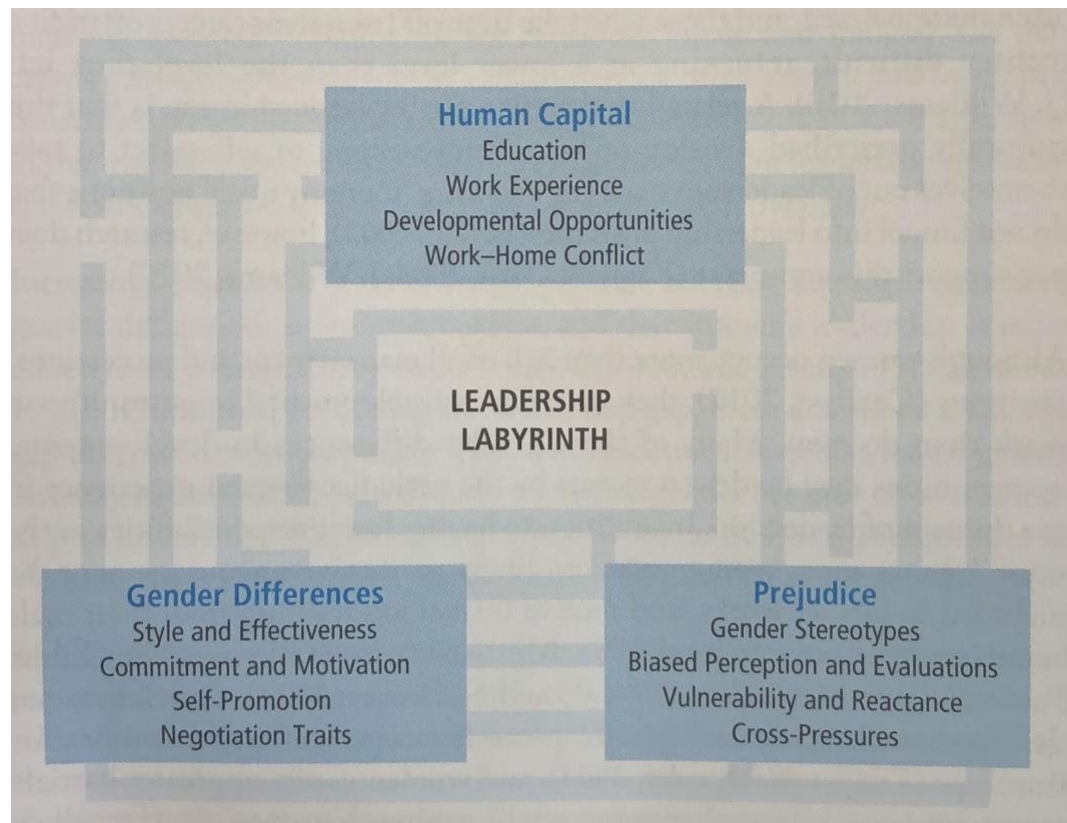 Human Capital
Education
Work Experience
Developmental Opportunities
Work–Home Conflict
LEADERSHIP
LABYRINTH
Gender Differences
Style and Effectiveness
Commitment and Motivation
Self-Promotion
Negotiation Traits
Prejudice
Gender Stereotypes
Biased Perception and Evaluations
Vulnerability and Reactance
Cross-Pressures